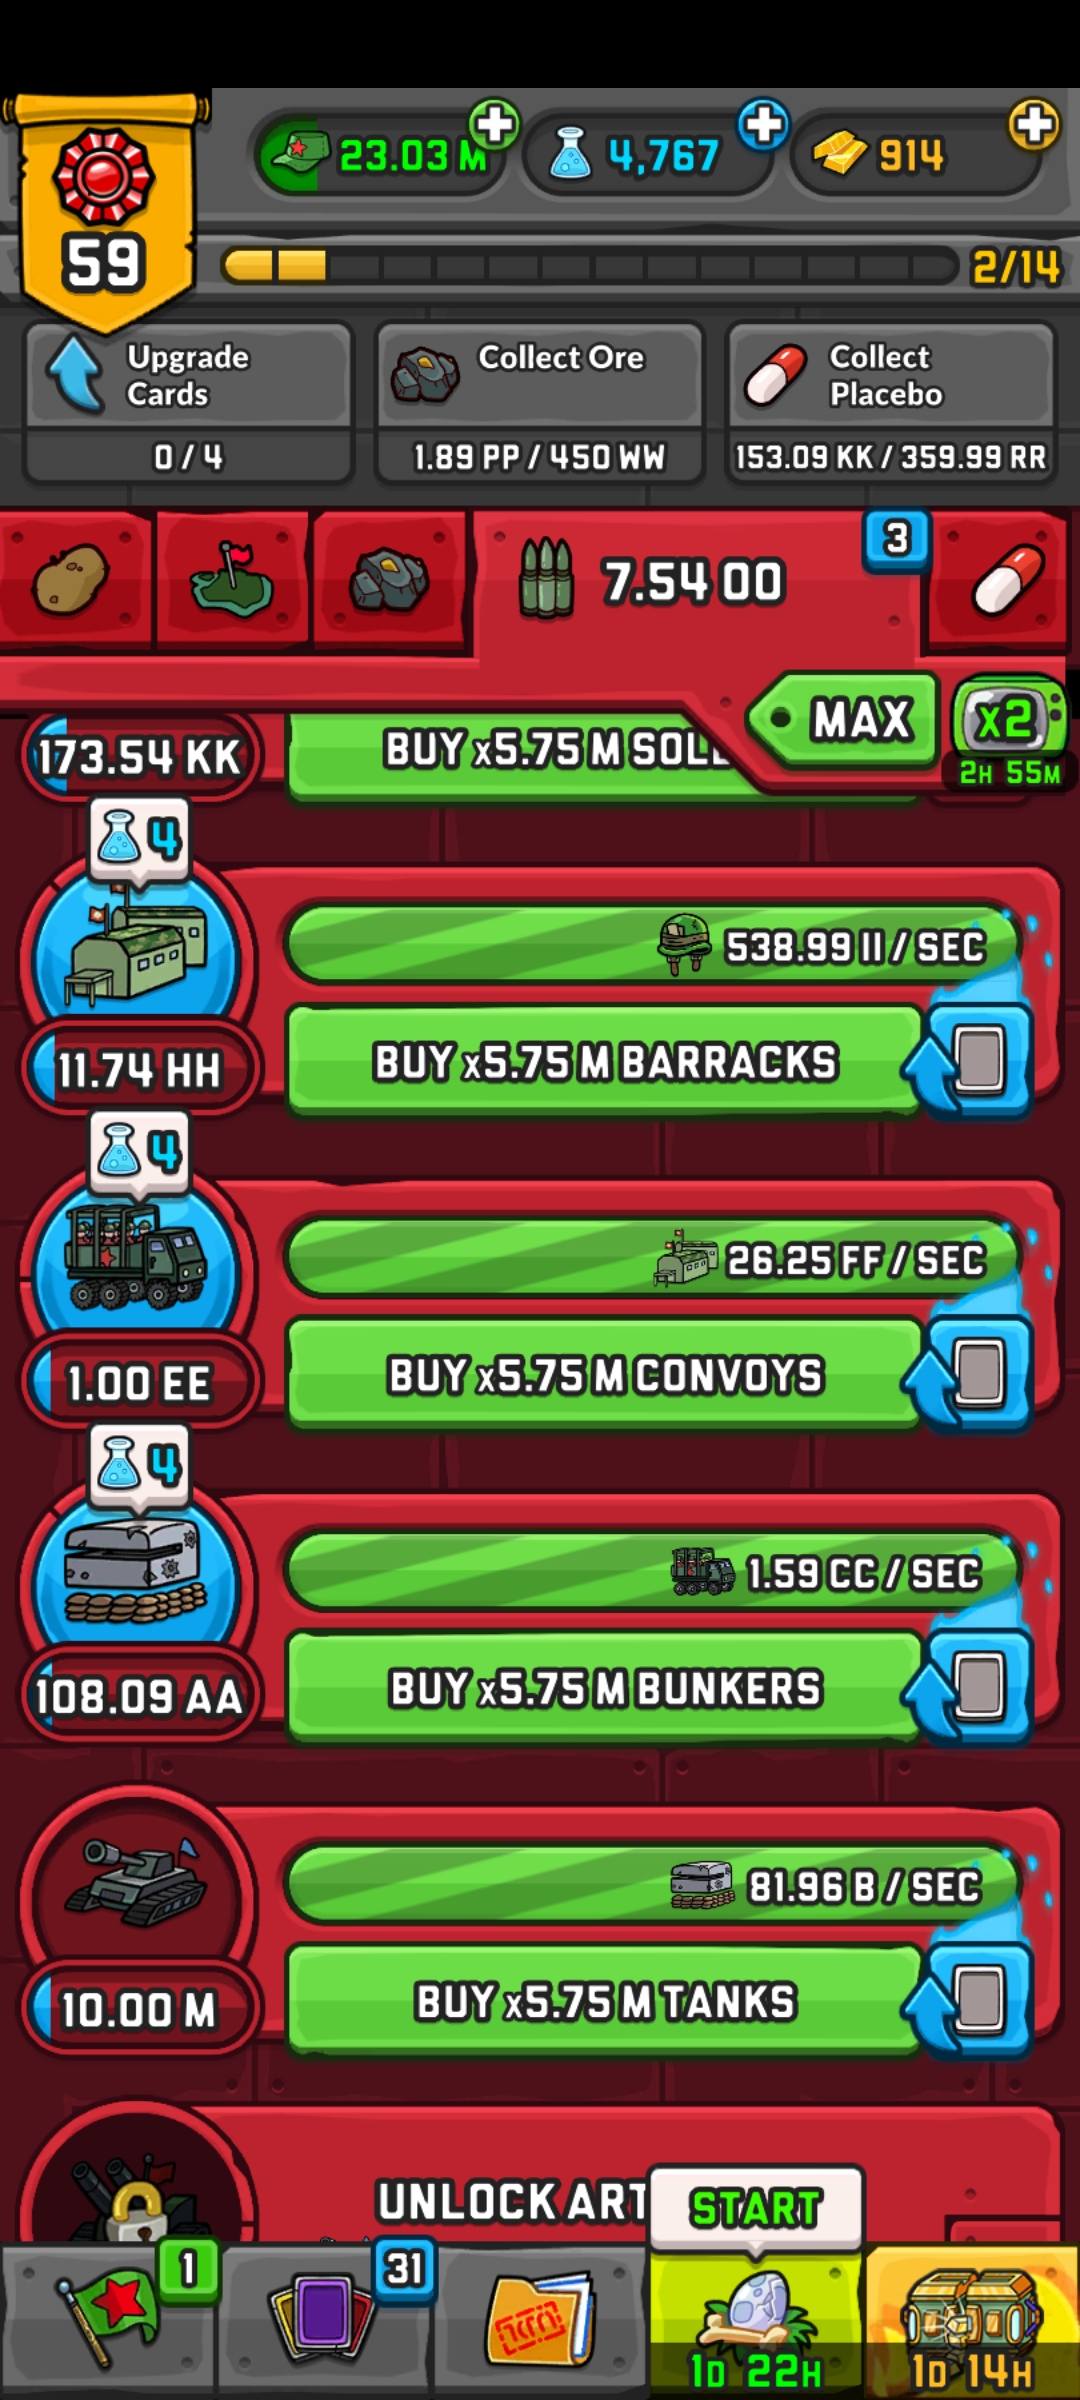 23.03 M
4,767
914
59
2/14
Upgrade
Cards
0 / 4
Collect Ore
1.89 PP / 450 WW
Collect
Placebo
153.09 KK / 359.99 RR
7.54 OO
3
MAX
x2
2H 55M
173.54 KK
BUY x5.75 M SOL
4
538.99 II / SEC
11.74 HH
BUY x5.75 M BARRACKS
4
26.25 FF / SEC
1.00 EE
BUY x5.75 M CONVOYS
4
1.59 CC / SEC
108.09 AA
BUY x5.75 M BUNKERS
81.96 B / SEC
10.00 M
BUY x5.75 M TANKS
UNLOCK ART
START
1
31
1D 22H
1D 14H